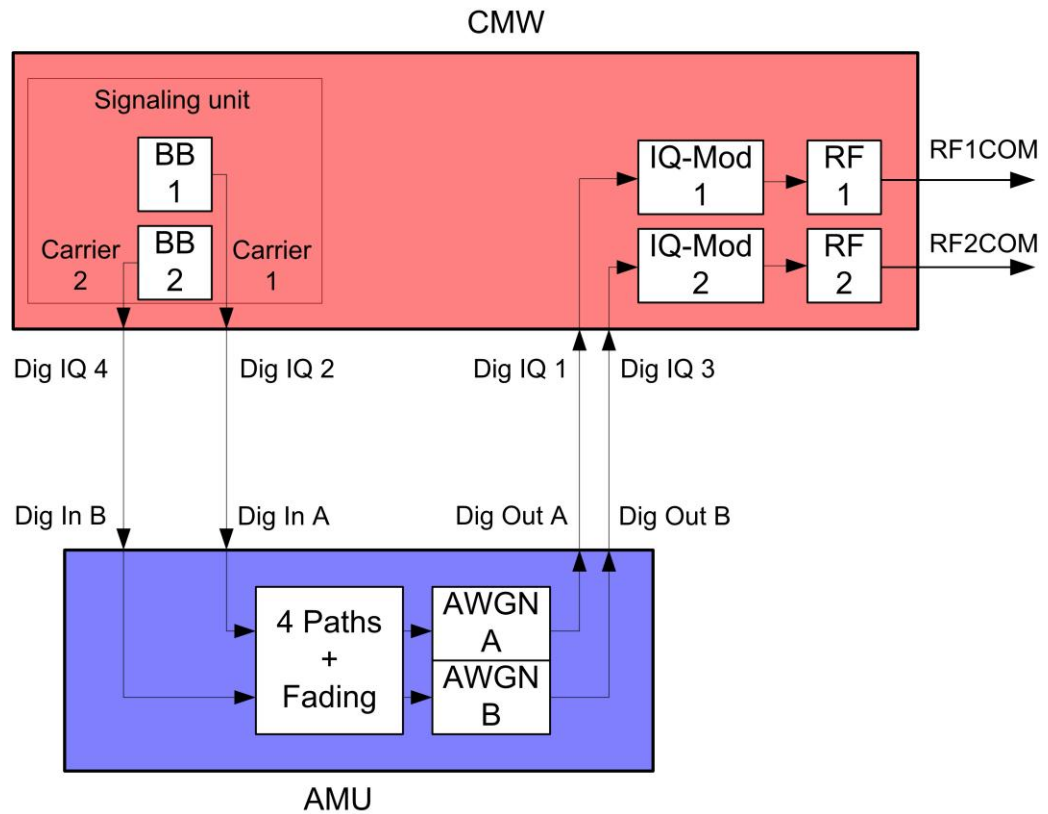 CMW
Signaling unit
BB
1
BB
2
Carrier
2
Carrier
1
IQ-Mod
1
RF
1
RF1COM
IQ-Mod
2
RF
2
RF2COM
Dig IQ 4
Dig IQ 2
Dig IQ 1
Dig IQ 3
Dig In B
Dig In A
Dig Out A
Dig Out B
4 Paths
+
Fading
AWGN
A
AWGN
B
AMU